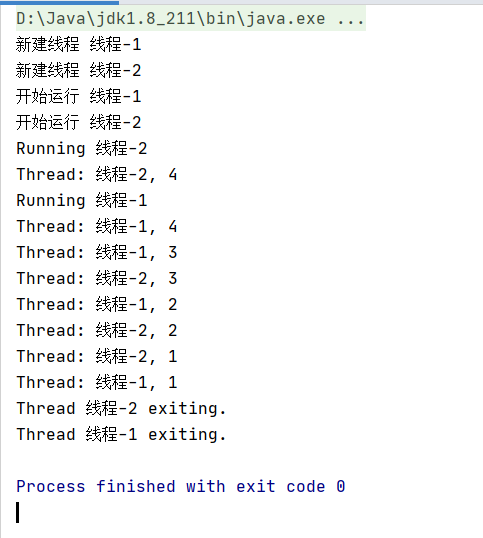 D:\Java\jdk1.8_211\bin\java.exe ...
新建线程 线程-1
新建线程 线程-2
开始运行 线程-1
开始运行 线程-2
Running 线程-2
Thread: 线程-2, 4
Running 线程-1
Thread: 线程-1, 4
Thread: 线程-1, 3
Thread: 线程-2, 3
Thread: 线程-1, 2
Thread: 线程-2, 2
Thread: 线程-2, 1
Thread: 线程-1, 1
Thread 线程-2 exiting.
Thread 线程-1 exiting.
Process finished with exit code 0